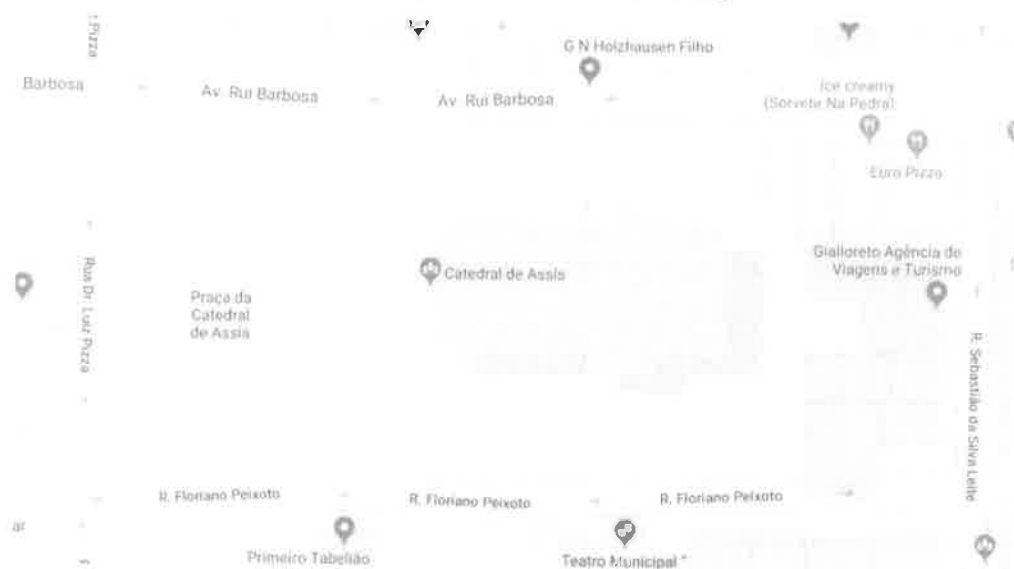 Pizza
G N Holzhausen Filho
Barbosa
Av. Rui Barbosa
Av. Rui Barbosa
Ice creamy
(Sorvete Na Pedra)
Euro Pizza
Rua Dr. Luiz Pizza
Praça da
Catedral
de Assis
Catedral de Assis
Gialloreto Agência de
Viagens e Turismo
R. Sebastião da Silva Leite
R. Floriano Peixoto
R. Floriano Peixoto
R. Floriano Peixoto
ar
Primeiro Tabelião
Teatro Municipal